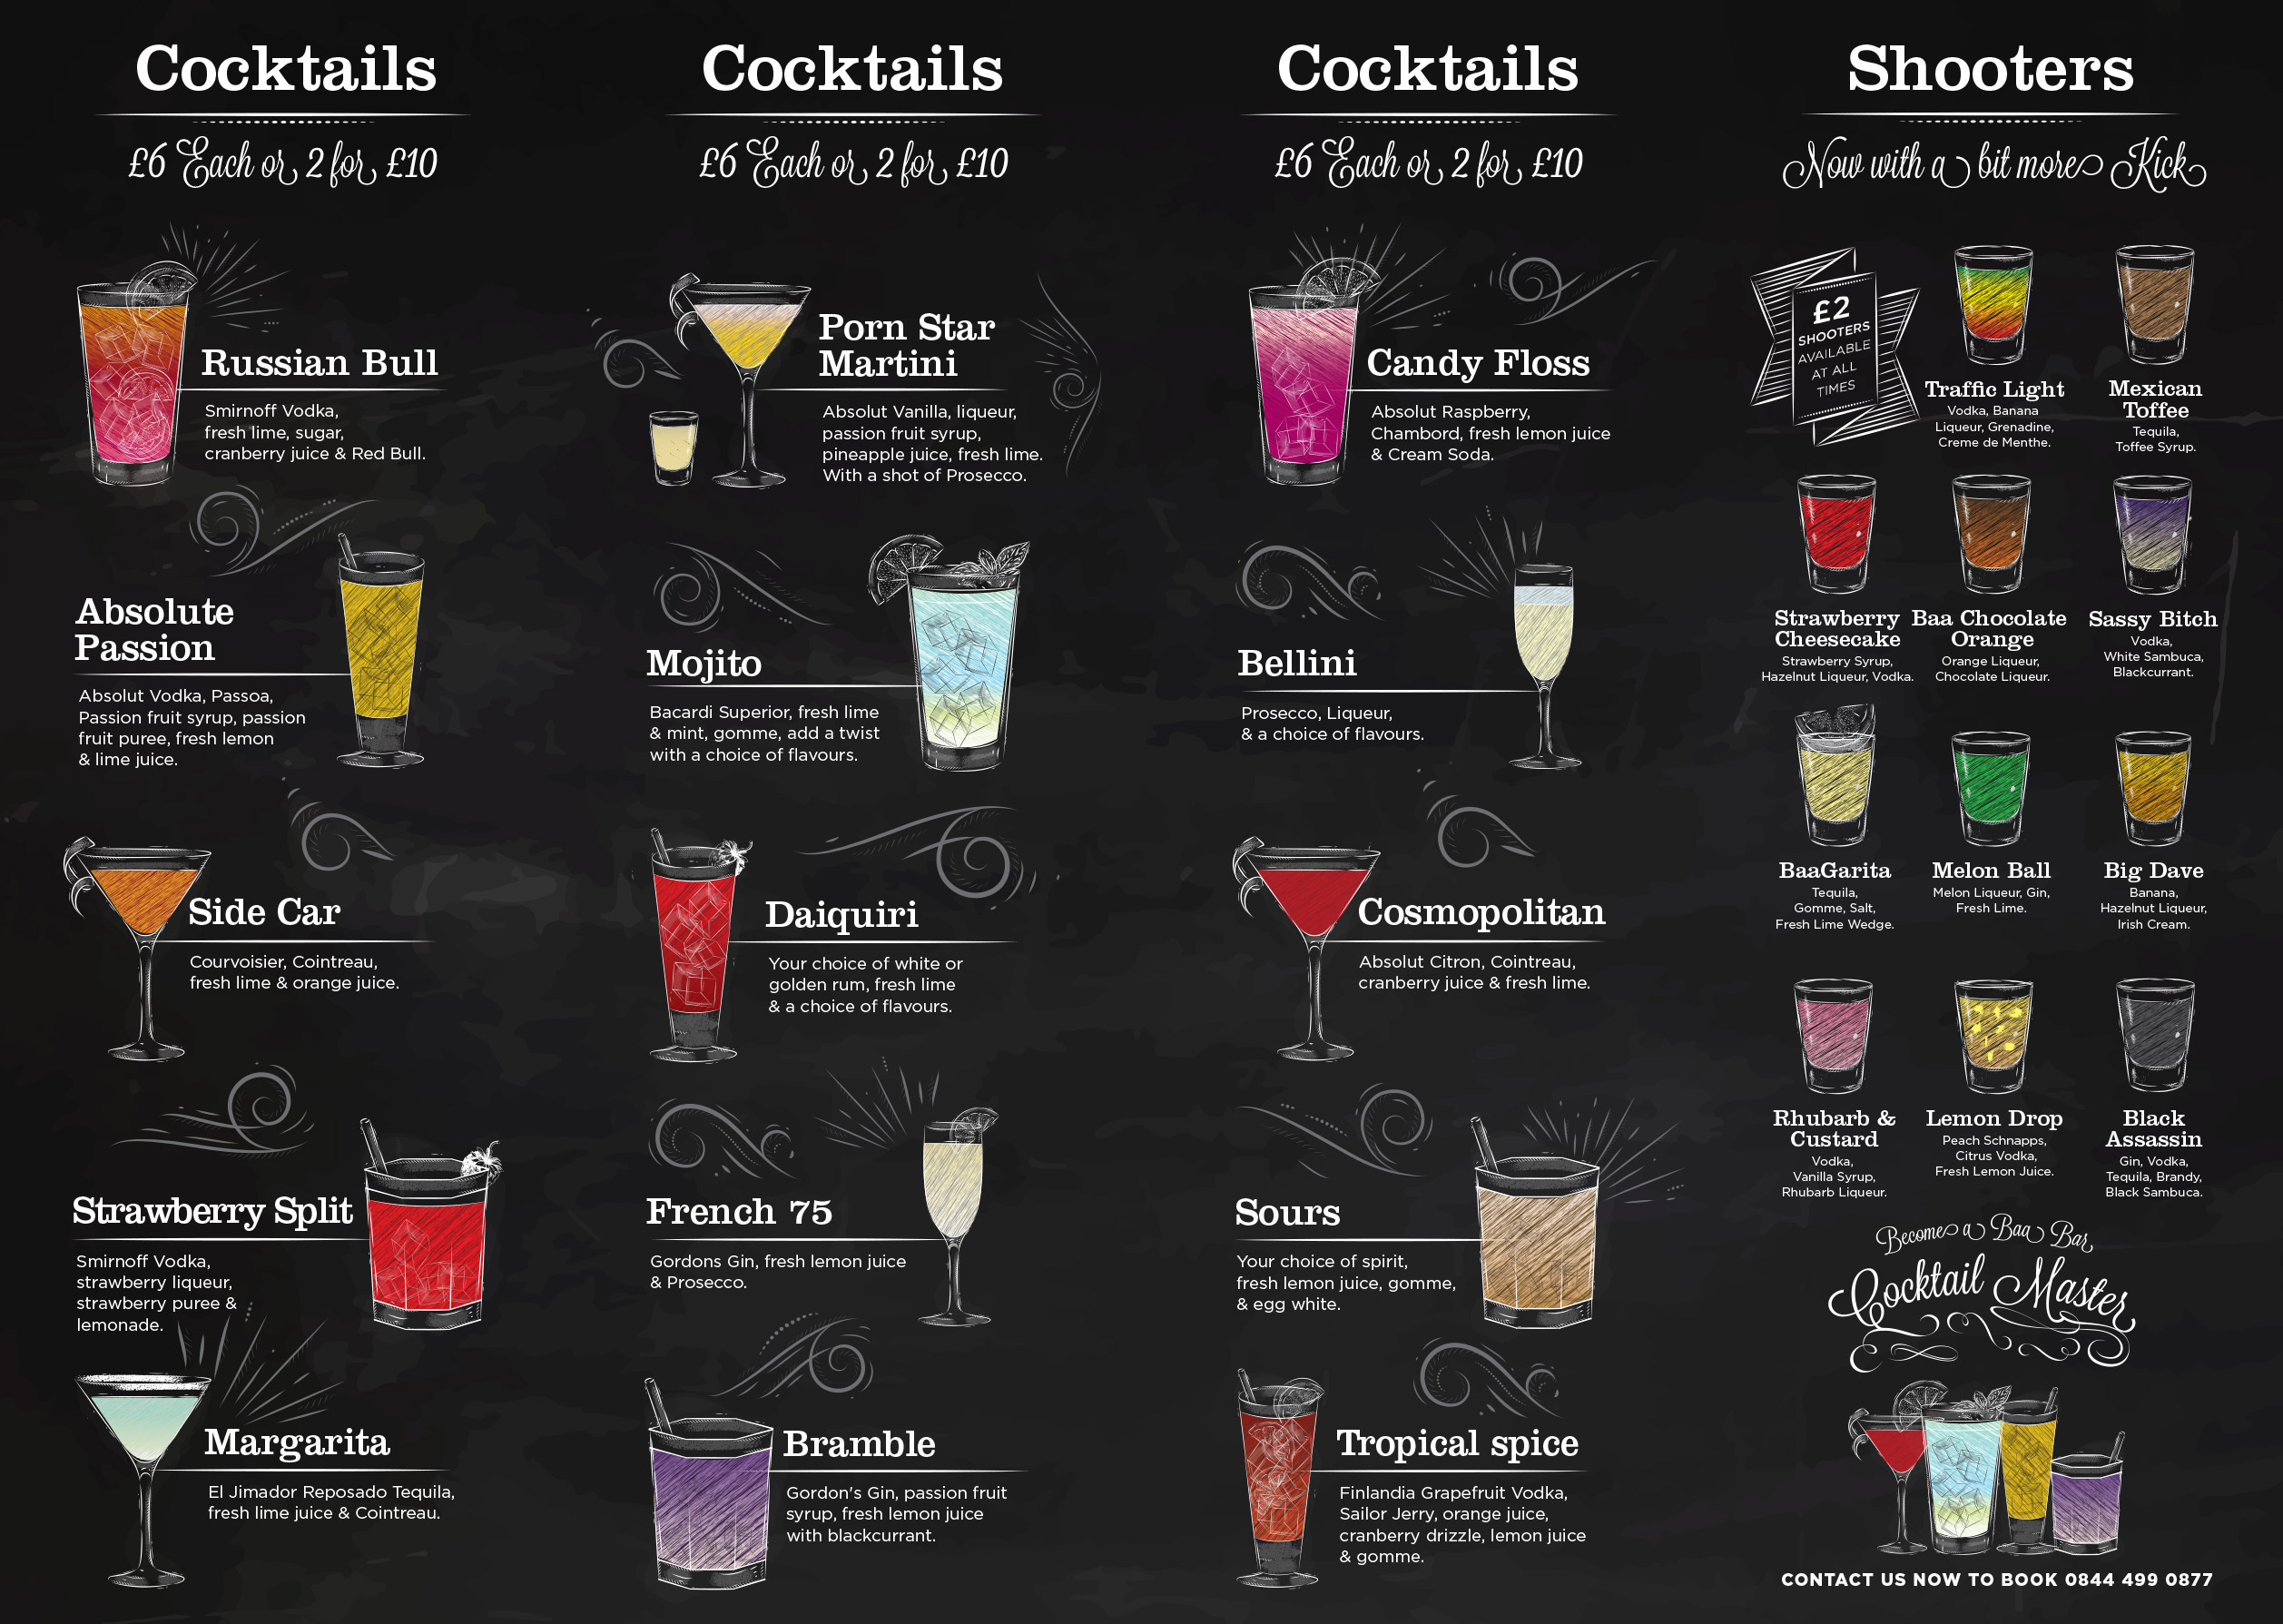 Cocktails
£6 Each or 2 for £10
Russian Bull
Smirnoff Vodka,
fresh lime, sugar,
cranberry juice & Red Bull.
Absolute
Passion
Absolut Vodka, Passoa,
Passion fruit syrup, passion
fruit puree, fresh lemon
& lime juice.
Side Car
Courvoisier, Cointreau,
fresh lime & orange juice.
Strawberry Split
Smirnoff Vodka,
strawberry liqueur,
strawberry puree &
lemonade.
Margarita
El Jimador Reposado Tequila,
fresh lime juice & Cointreau.
Cocktails
£6 Each or 2 for £10
Porn Star
Martini
Absolut Vanilla, liqueur,
passion fruit syrup,
pineapple juice, fresh lime.
With a shot of Prosecco.
Mojito
Bacardi Superior, fresh lime
& mint, gomme, add a twist
with a choice of flavours.
Daiquiri
Your choice of white or
golden rum, fresh lime
& a choice of flavours.
French 75
Gordons Gin, fresh lemon juice
& Prosecco.
Bramble
Gordon's Gin, passion fruit
syrup, fresh lemon juice
with blackcurrant.
Cocktails
£6 Each or 2 for £10
Candy Floss
Absolut Raspberry,
Chambord, fresh lemon juice
& Cream Soda.
Bellini
Prosecco, Liqueur,
& a choice of flavours.
Cosmopolitan
Absolut Citron, Cointreau,
cranberry juice & fresh lime.
Sours
Your choice of spirit,
fresh lemon juice, gomme,
& egg white.
Tropical spice
Finlandia Grapefruit Vodka,
Sailor Jerry, orange juice,
cranberry drizzle, lemon juice
& gomme.
Shooters
Now with a bit more Kick
£2
SHOOTERS
AVAILABLE
AT ALL
TIMES
Traffic Light
Vodka, Banana
Liqueur, Grenadine,
Creme de Menthe.
Mexican
Toffee
Tequila,
Toffee Syrup.
Strawberry
Cheesecake
Strawberry Syrup,
Hazelnut Liqueur, Vodka.
Baa Chocolate
Orange
Orange Liqueur,
Chocolate Liqueur.
Sassy Bitch
Vodka,
White Sambuca,
Blackcurrant.
BaaGarita
Tequila,
Gomme, Salt,
Fresh Lime Wedge.
Melon Ball
Melon Liqueur, Gin,
Fresh Lime.
Big Dave
Banana,
Hazelnut Liqueur,
Irish Cream.
Rhubarb &
Custard
Vodka,
Vanilla Syrup,
Rhubarb Liqueur.
Lemon Drop
Peach Schnapps,
Citrus Vodka,
Fresh Lemon Juice.
Black
Assassin
Gin, Vodka,
Tequila, Brandy,
Black Sambuca.
Become a Baa Bar
Cocktail Master
CONTACT US NOW TO BOOK 0844 499 0877